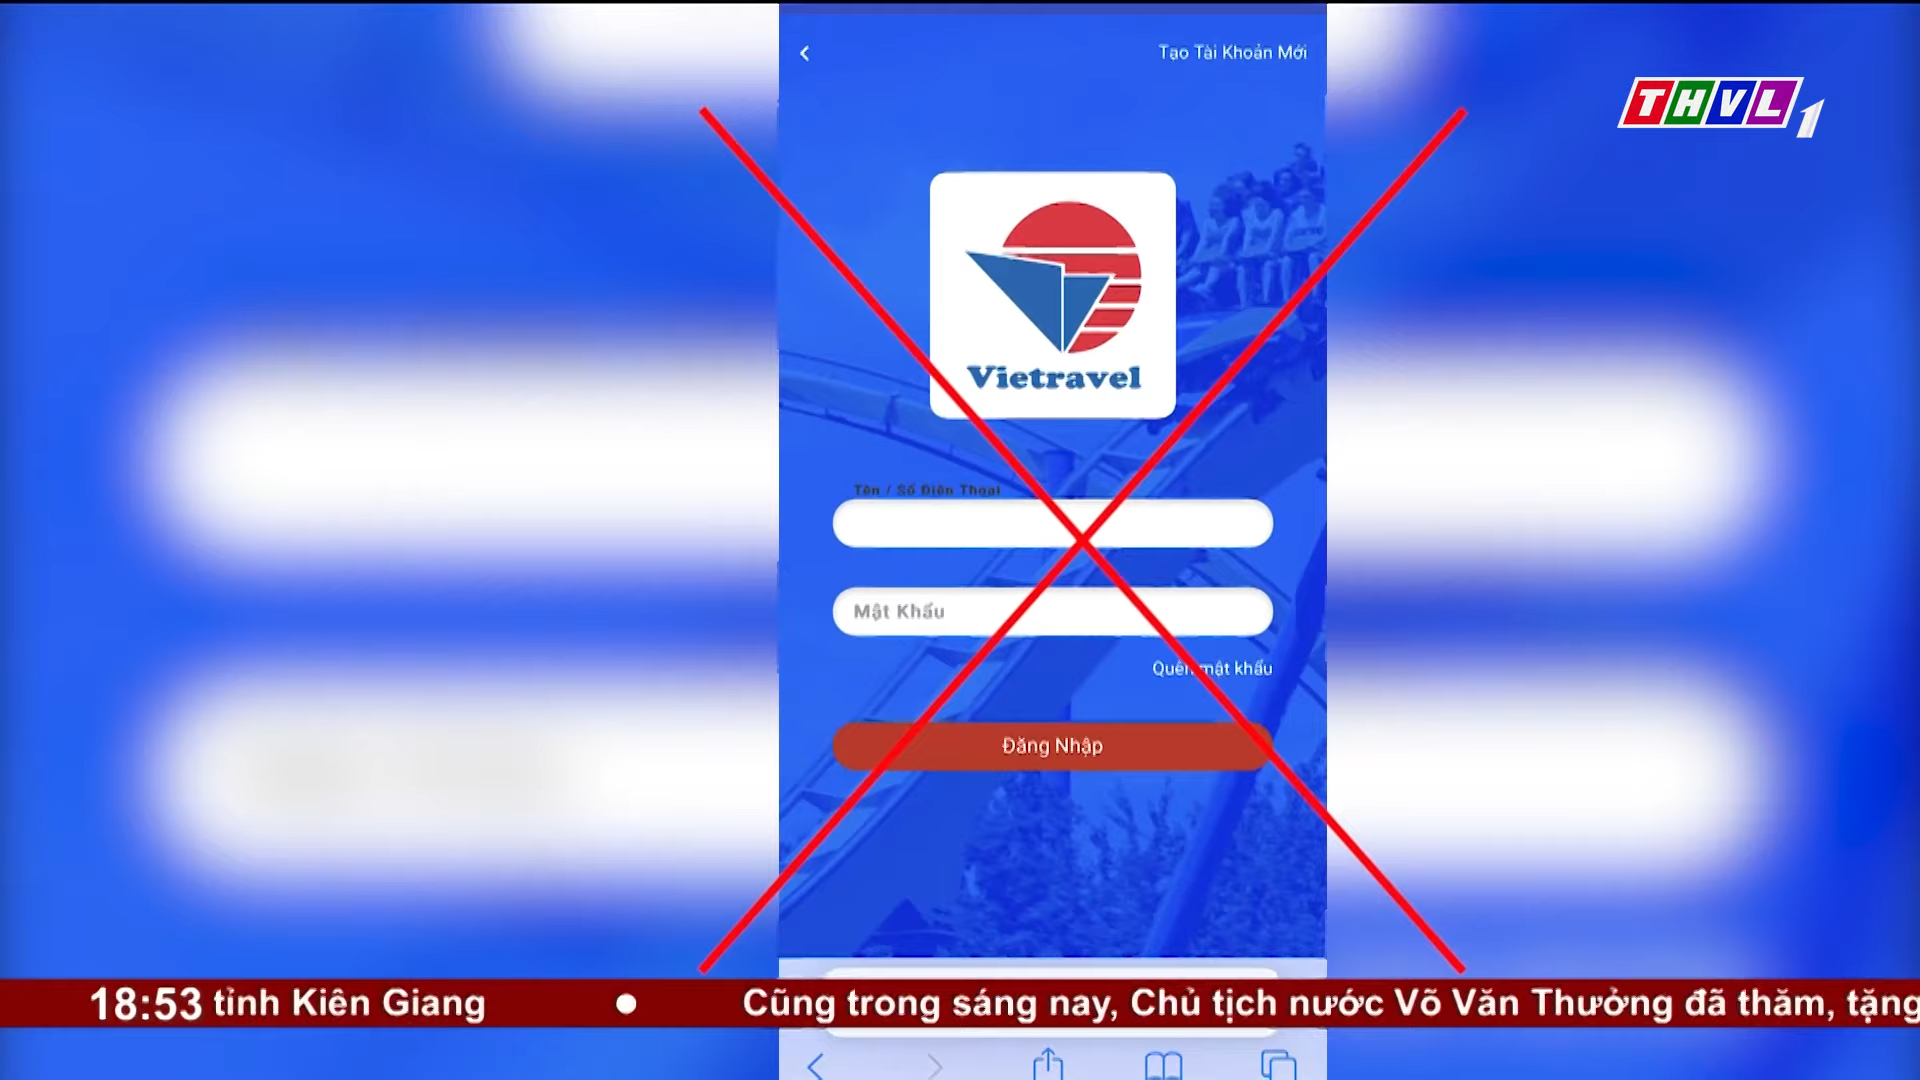 Tạo Tài Khoản Mới
THVL1
Vietravel
Tên / Số Điện Thoại
Mật Khẩu
Quên mật khẩu
Đăng Nhập
18:53 tỉnh Kiên Giang
Cũng trong sáng nay, Chủ tịch nước Võ Văn Thưởng đã thăm, tặng